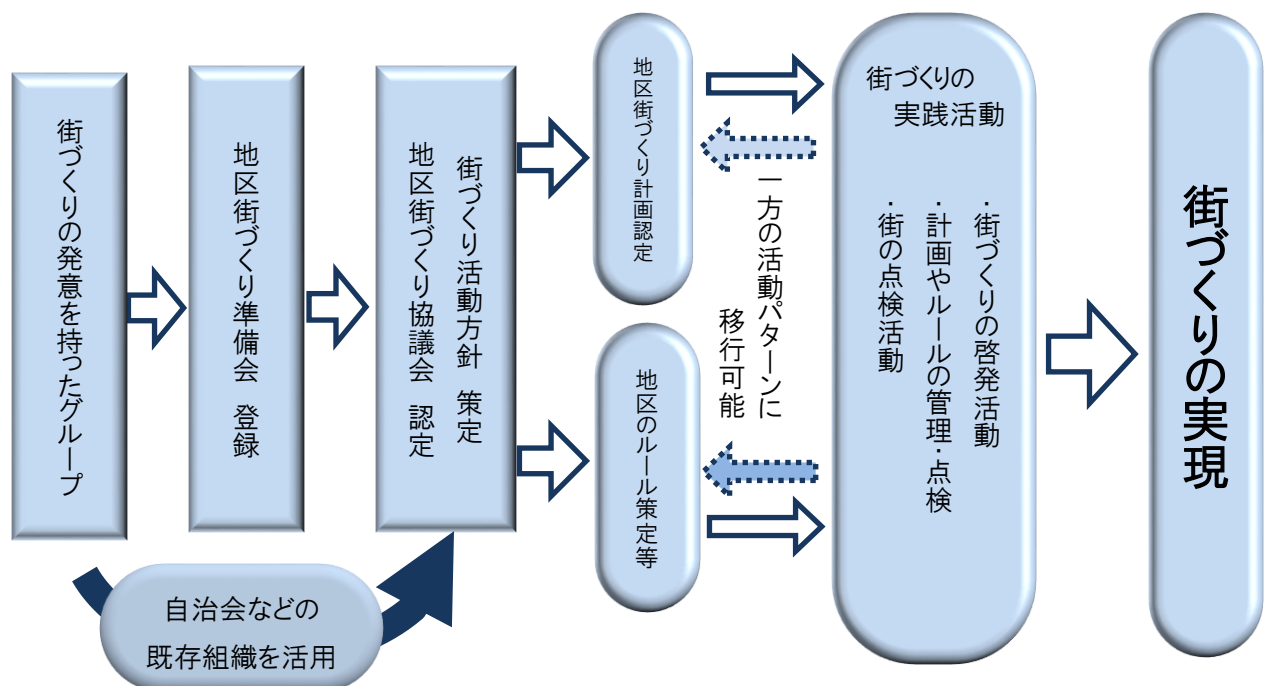 街づくりの発意を持ったグループ
地区街づくり準備会 登録
街づくり活動方針 策定
地区街づくり協議会 認定
自治会などの
既存組織を活用
地区街づくり計画認定
地区のルール策定等
一方の活動パターンに
移行可能
街づくりの
実践活動
・街づくりの啓発活動
・計画やルールの管理・点検
・街の点検活動
街づくりの実現